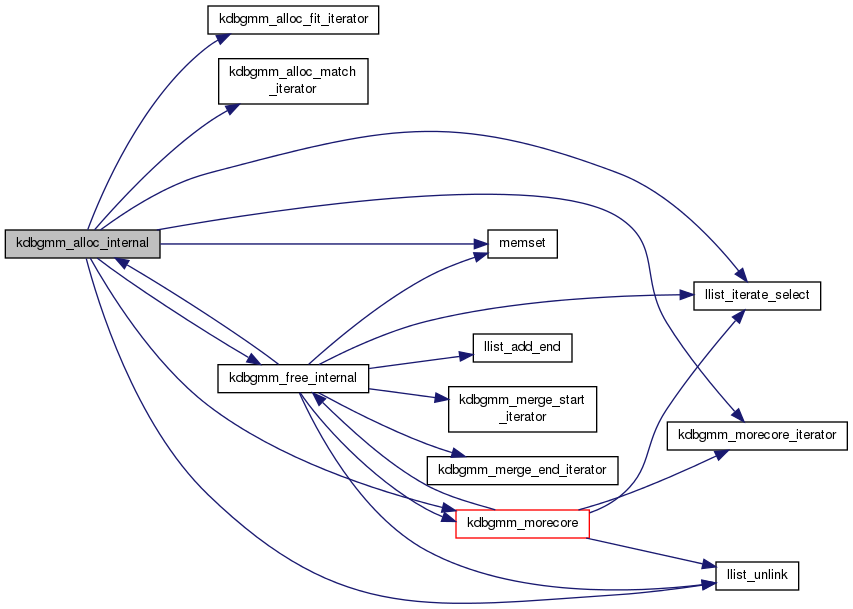 kdbgmm_alloc_fit_iterator
kdbgmm_alloc_match
_iterator
kdbgmm_alloc_internal
memset
llist_iterate_select
llist_add_end
kdbgmm_free_internal
kdbgmm_merge_start
_iterator
kdbgmm_morecore_iterator
kdbgmm_merge_end_iterator
kdbgmm_morecore
llist_unlink